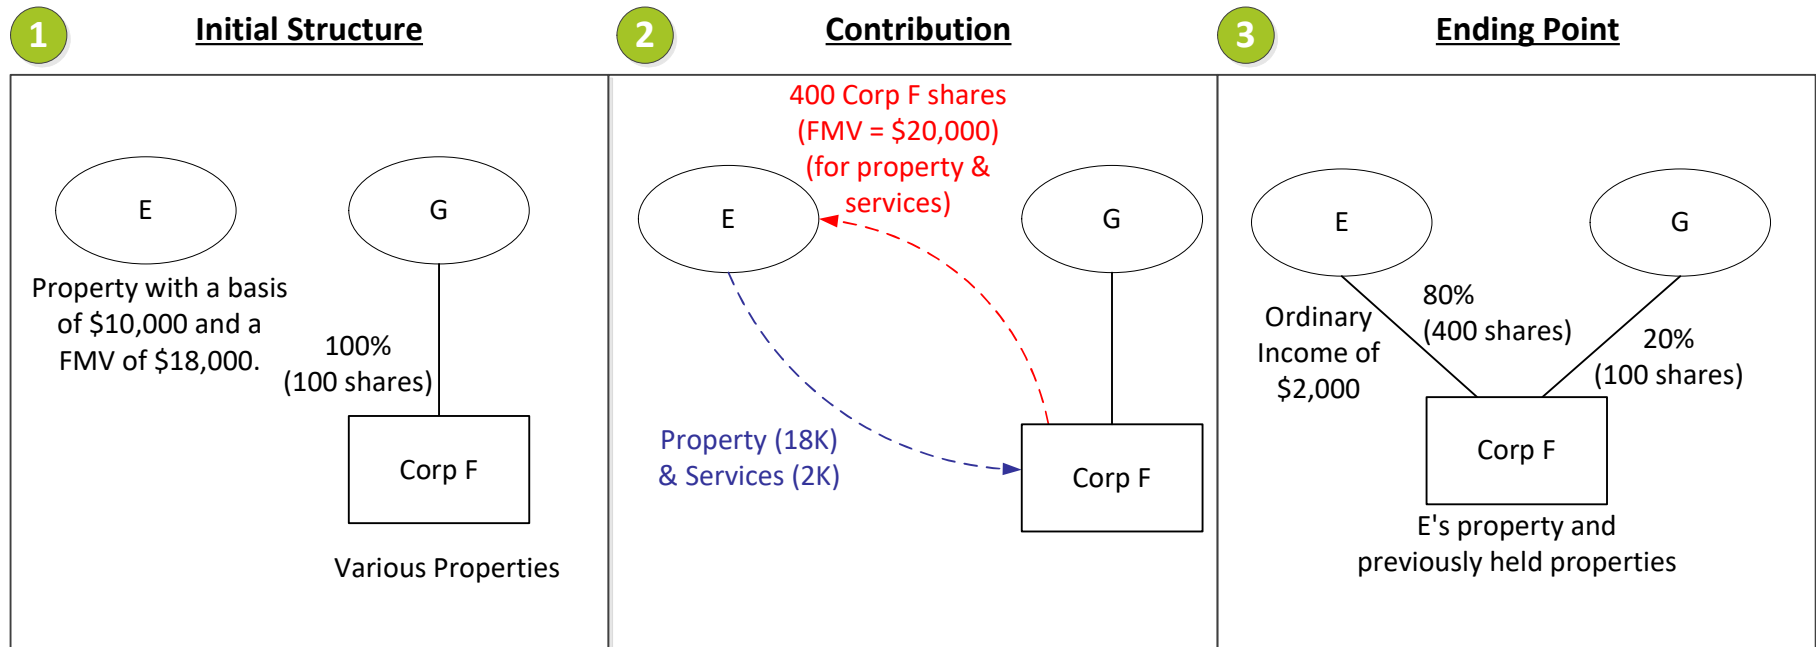 1
Initial Structure
2
Contribution
3
Ending Point
E
G
Property with a basis
of $10,000 and a
FMV of $18,000.
100%
(100 shares)
Corp F
Various Properties
400 Corp F shares
(FMV = $20,000)
(for property &
services)
E
G
Property (18K)
& Services (2K)
Corp F
E
G
Ordinary
Income of
$2,000
80%
(400 shares)
20%
(100 shares)
Corp F
E's property and
previously held properties